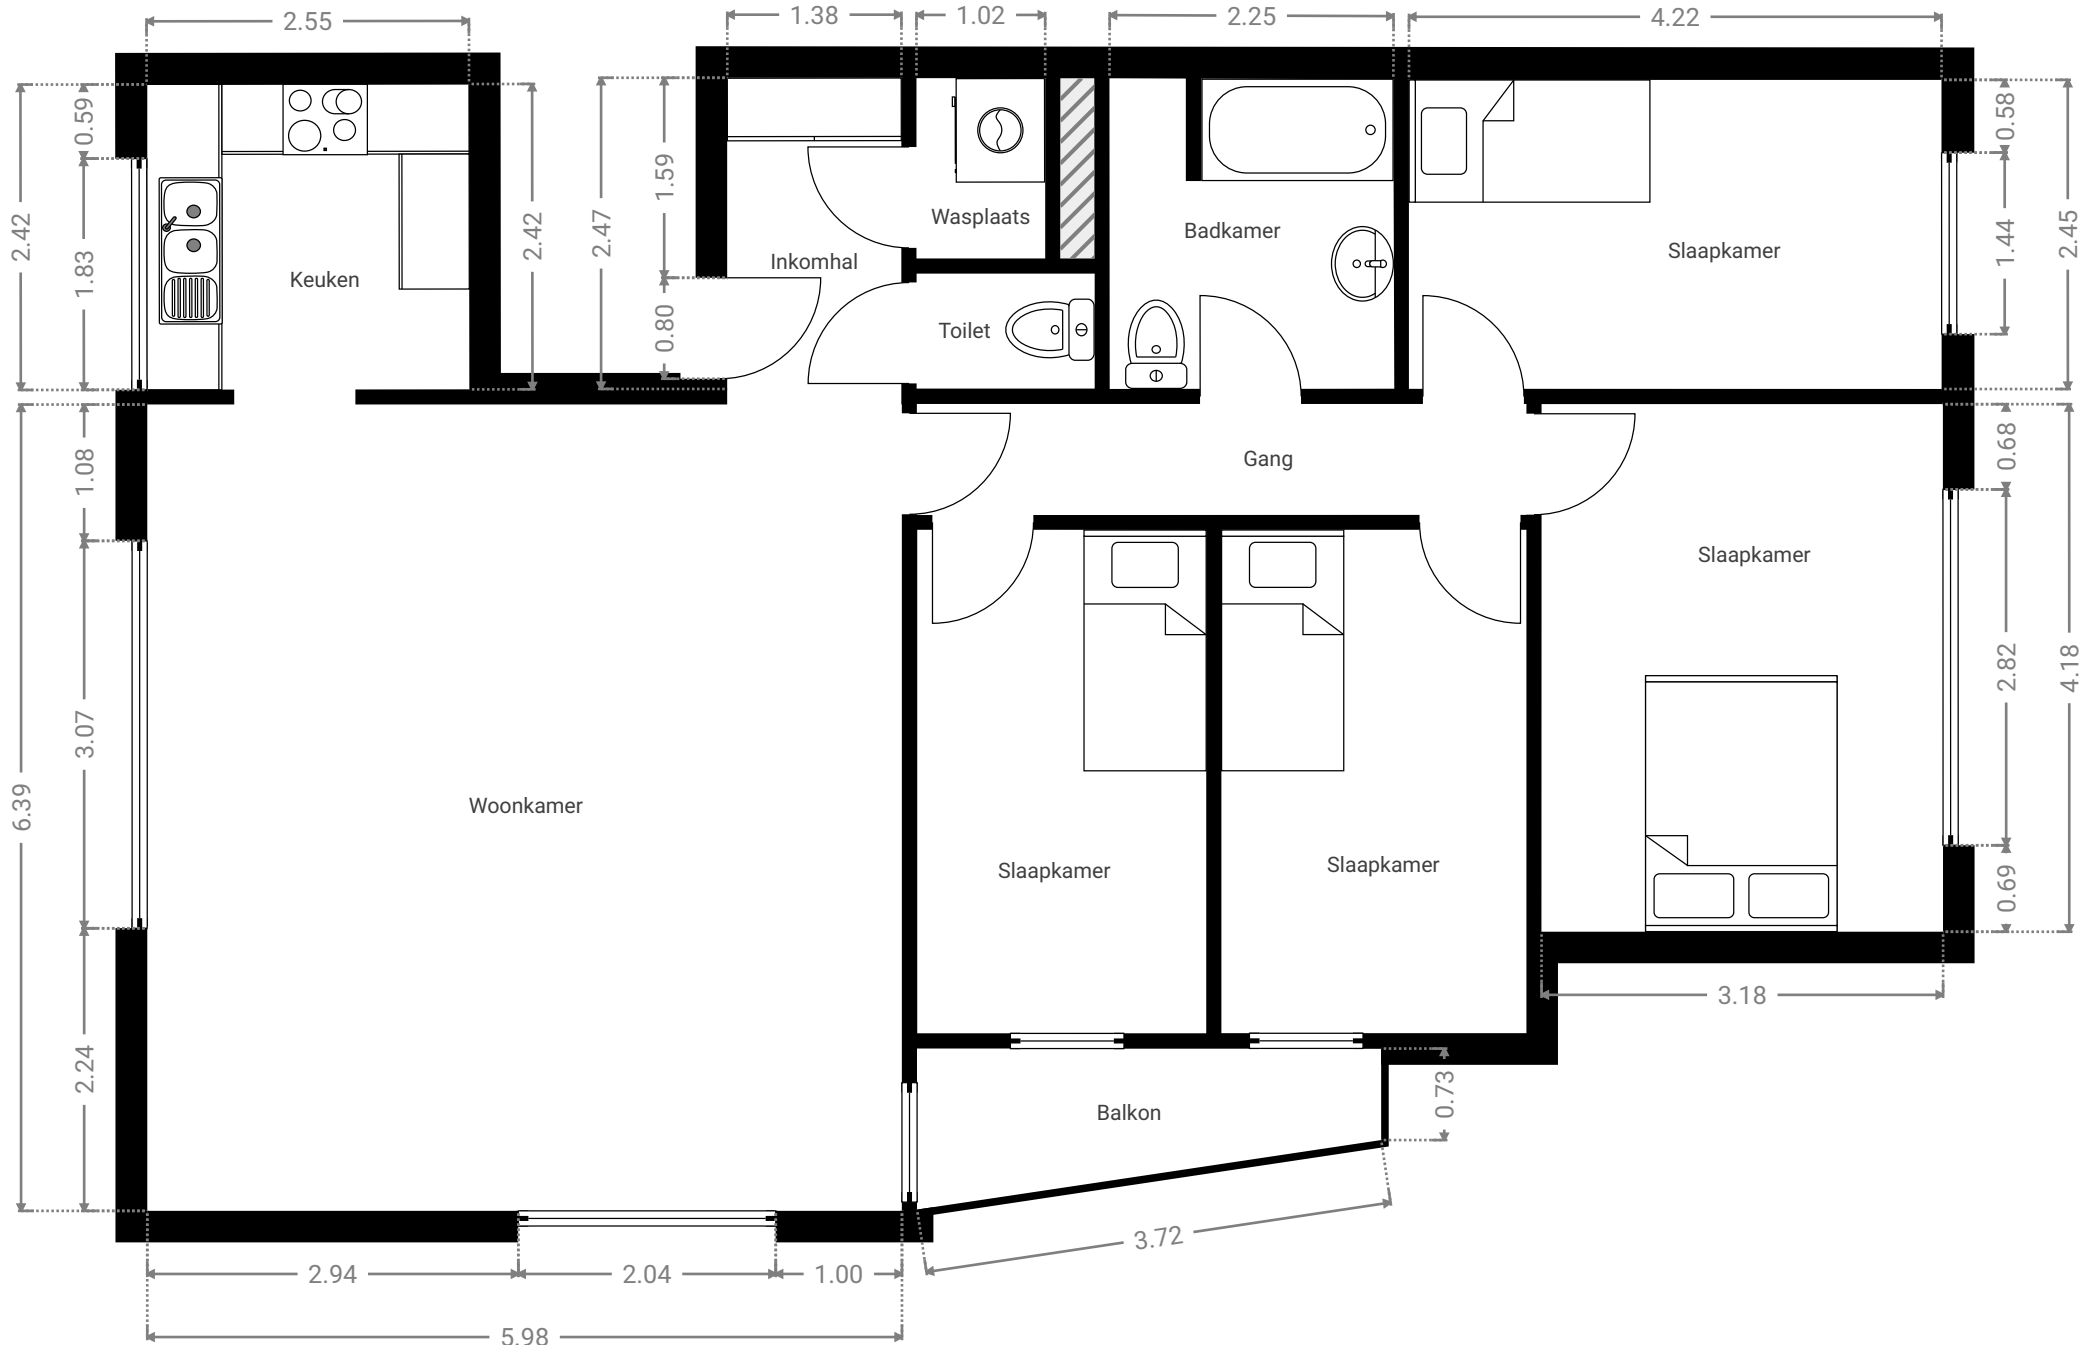 2.55
1.38
1.02
2.25
4.22
0.59
0.58
2.42
1.83
2.42
2.47
1.59
0.80
1.44
2.45
Wasplaats
Badkamer
Slaapkamer
Inkomhal
Keuken
Toilet
Gang
1.08
0.68
Slaapkamer
3.07
2.82
4.18
6.39
Woonkamer
Slaapkamer
Slaapkamer
0.69
3.18
2.24
0.73
Balkon
3.72
2.94
2.04
1.00
5.98